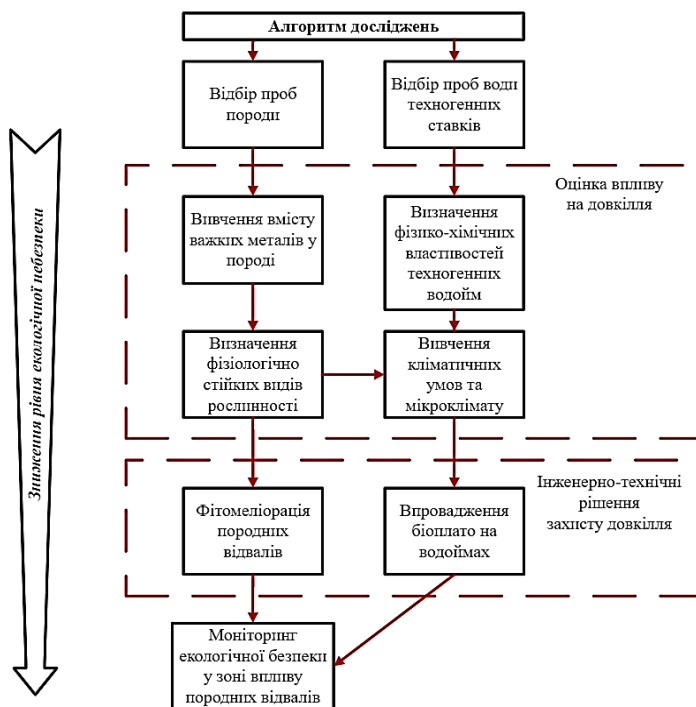 Алгоритм досліджень
Відбір проб
породи
Відбір проб води
техногенних
ставків
Оцінка впливу
на довкілля
Вивчення вмісту
важких металів у
породі
Визначення
фізико-хімічних
властивостей
техногенних
водойм
Визначення
фізіологічно
стійких видів
рослинності
Вивчення
кліматичних
умов та
мікроклімату
Зниження рівня екологічної небезпеки
Інженерно-технічні
рішення
захисту довкілля
Фітомеліорація
породних
відвалів
Впровадження
біоплато на
водоймах
Моніторинг
екологічної безпеки
у зоні впливу
породних відвалів